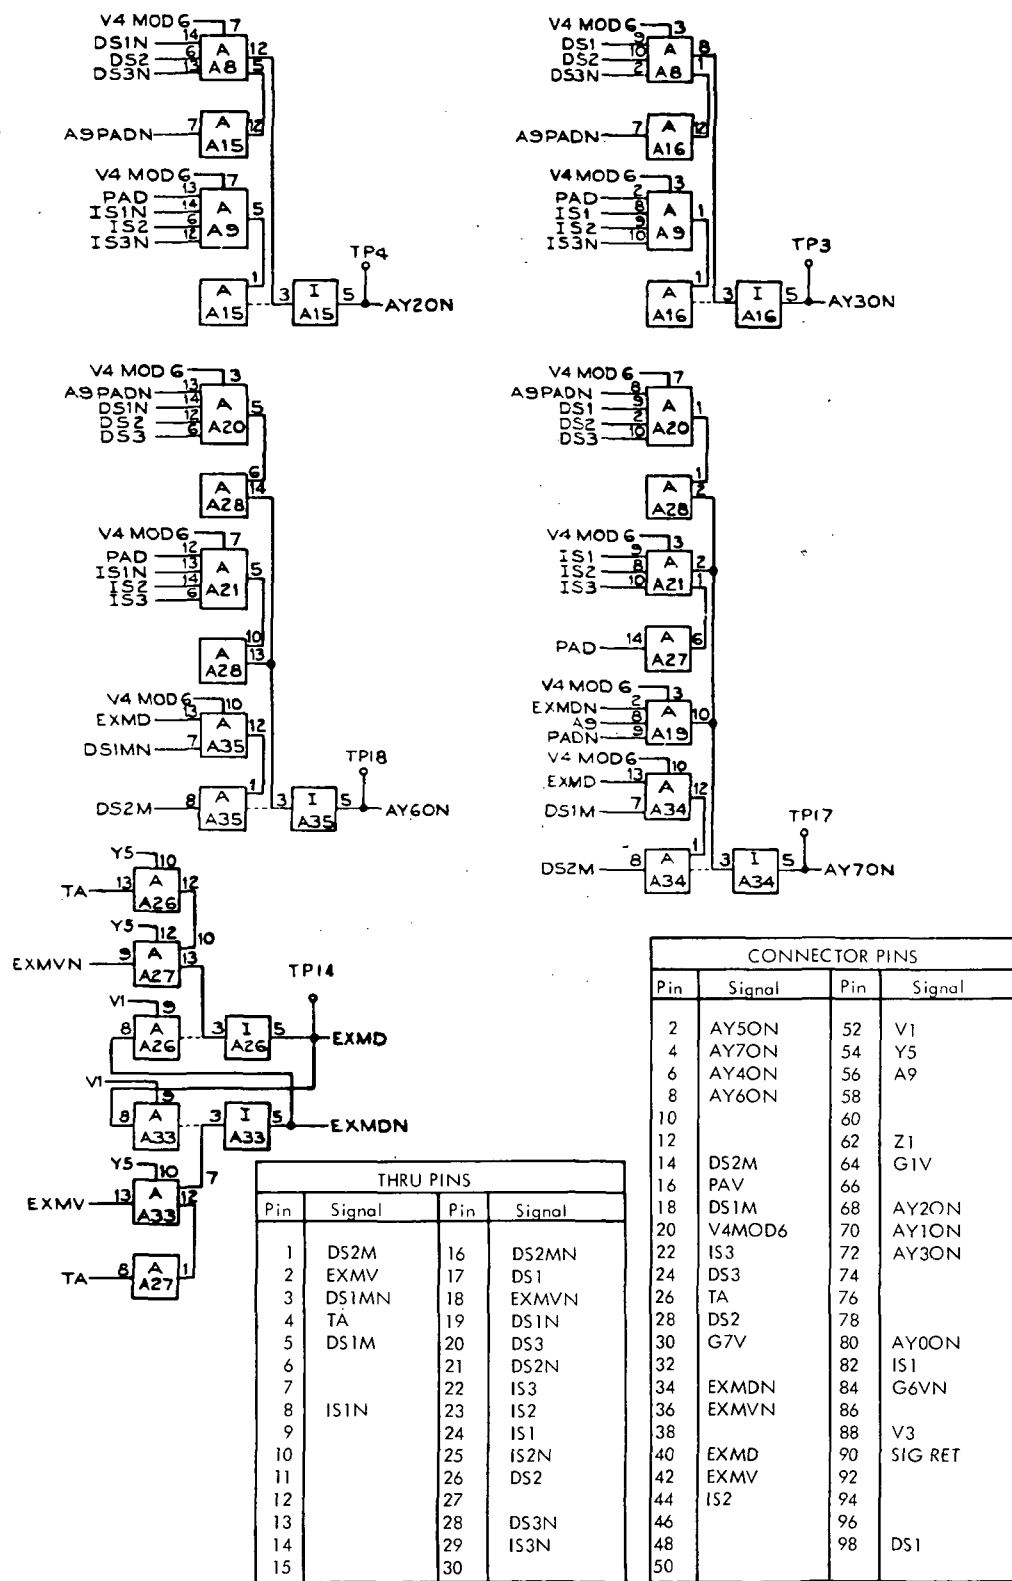 V4 MOD 6 7
DS1N 14
DS2 6
DS3N 13
A
A8
12
5
A9PADN 7
A
A15
12
V4 MOD 6 7
PAD 13
IS1N 14
IS2 6
IS3N 12
A
A9
5
TP4
A
A15
1
3
I
A15
5
AY2ON
V4 MOD 6 3
DS1 9
DS2 10
DS3N 2
A
A8
8
1
A9PADN 7
A
A16
12
V4 MOD 6 3
PAD 2
IS1 8
IS2 9
IS3N 10
A
A9
1
TP3
A
A16
1
3
I
A16
5
AY3ON
V4 MOD 6 3
A9PADN 13
DS1N 14
DS2 12
DS3 6
A
A20
5
A
A28
6
14
V4 MOD 6 7
PAD 12
IS1N 13
IS2 14
IS3 6
A
A21
5
A
A28
10
13
V4 MOD 6 10
EXMD 13
DS1MN 7
A
A35
12
TP18
DS2M 8
A
A35
1
3
I
A35
5
AY6ON
V4 MOD 6 7
A9PADN 8
DS1 9
DS2 2
DS3 10
A
A20
1
A
A28
1
2
V4 MOD 6 3
IS1 9
IS2 8
IS3 10
A
A21
2
1
PAD 14
A
A27
6
V4 MOD 6 3
EXMDN 2
A9 8
PADN 9
A
A19
10
V4 MOD 6 10
EXMD 13
DS1M 7
A
A34
12
TP17
DS2M 8
A
A34
1
3
I
A34
5
AY7ON
Y5 10
TA 13
A
A26
12
Y5 12
EXMVN 9
A
A27
10
13
TP14
V1 9
8
A
A26
3
I
A26
5
EXMD
V1 9
8
A
A33
3
I
A33
5
EXMDN
Y5 10
EXMV 13
A
A33
7
12
TA 8
A
A27
1
THRU PINS
Pin Signal Pin Signal
1 DS2M 16 DS2MN
2 EXMV 17 DS1
3 DS1MN 18 EXMVN
4 TA 19 DS1N
5 DS1M 20 DS3
6 21 DS2N
7 22 IS3
8 IS1N 23 IS2
9 24 IS1
10 25 IS2N
11 26 DS2
12 27
13 28 DS3N
14 29 IS3N
15 30
CONNECTOR PINS
Pin Signal Pin Signal
2 AY5ON 52 V1
4 AY7ON 54 Y5
6 AY4ON 56 A9
8 AY6ON 58
10 60
12 62 Z1
14 DS2M 64 G1V
16 PAV 66
18 DS1M 68 AY2ON
20 V4MOD6 70 AY1ON
22 IS3 72 AY3ON
24 DS3 74
26 TA 76
28 DS2 78
30 G7V 80 AY0ON
32 82 IS1
34 EXMDN 84 G6VN
36 EXMVN 86
38 88 V3
40 EXMD 90 SIG RET
42 EXMV 92
44 IS2 94
46 96
48 98 DS1
50